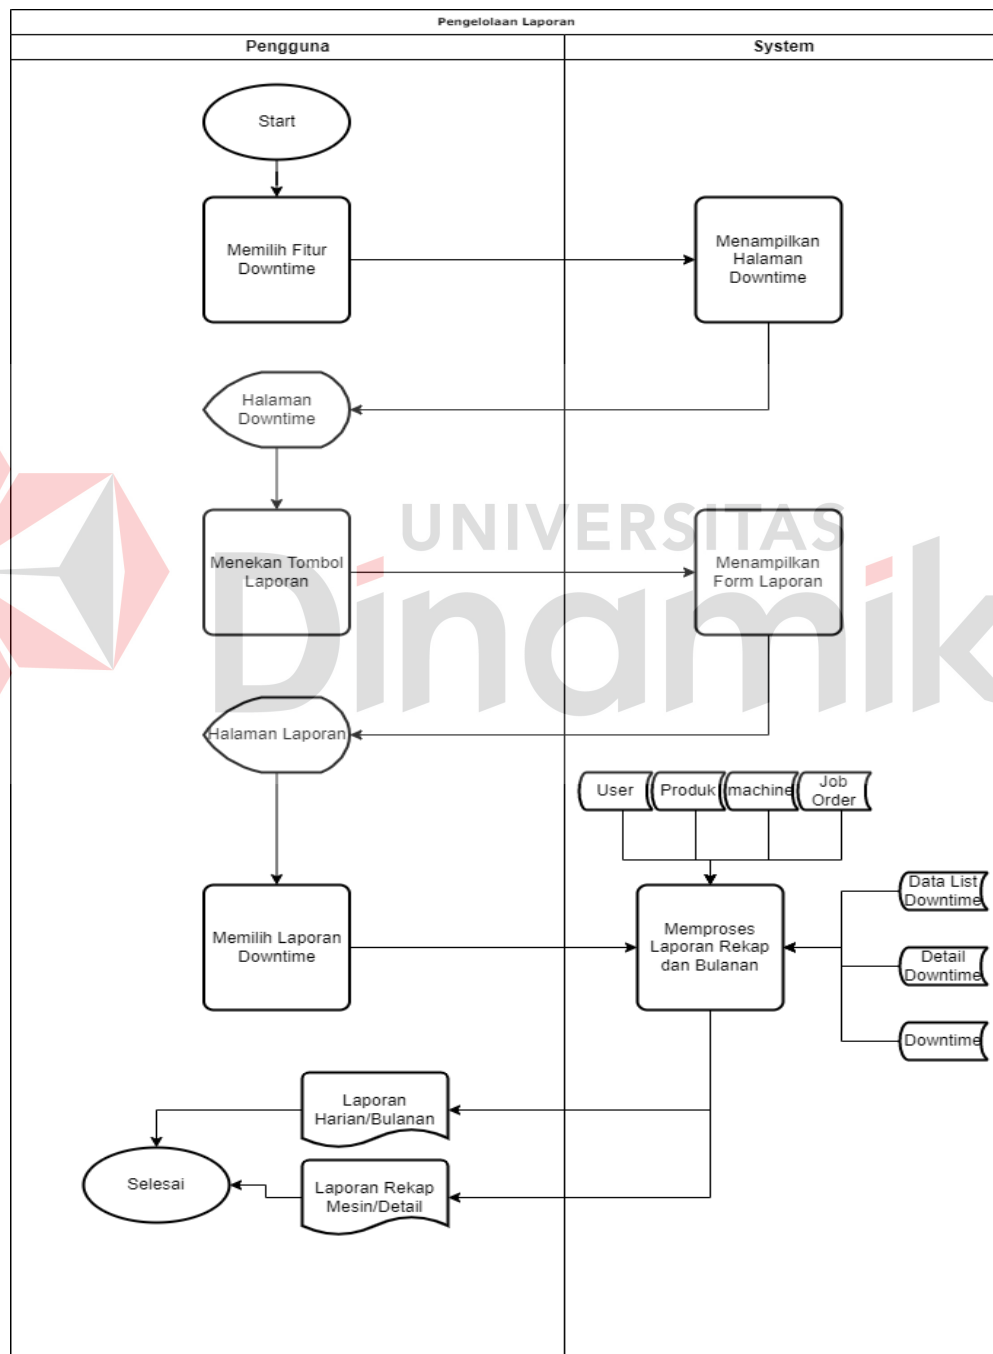 Pengelolaan Laporan
Pengguna
System
Start
Memilih Fitur
Downtime
Menampilkan
Halaman
Downtime
Halaman
Downtime
UNIVERSITAS
Dinamik
Menekan Tombol
Laporan
Menampilkan
Form Laporan
Halaman Laporan
User
Produk
machine
Job
Order
Data List
Downtime
Memilih Laporan
Downtime
Memproses
Laporan Rekap
dan Bulanan
Detail
Downtime
Downtime
Laporan
Harian/Bulanan
Selesai
Laporan Rekap
Mesin/Detail